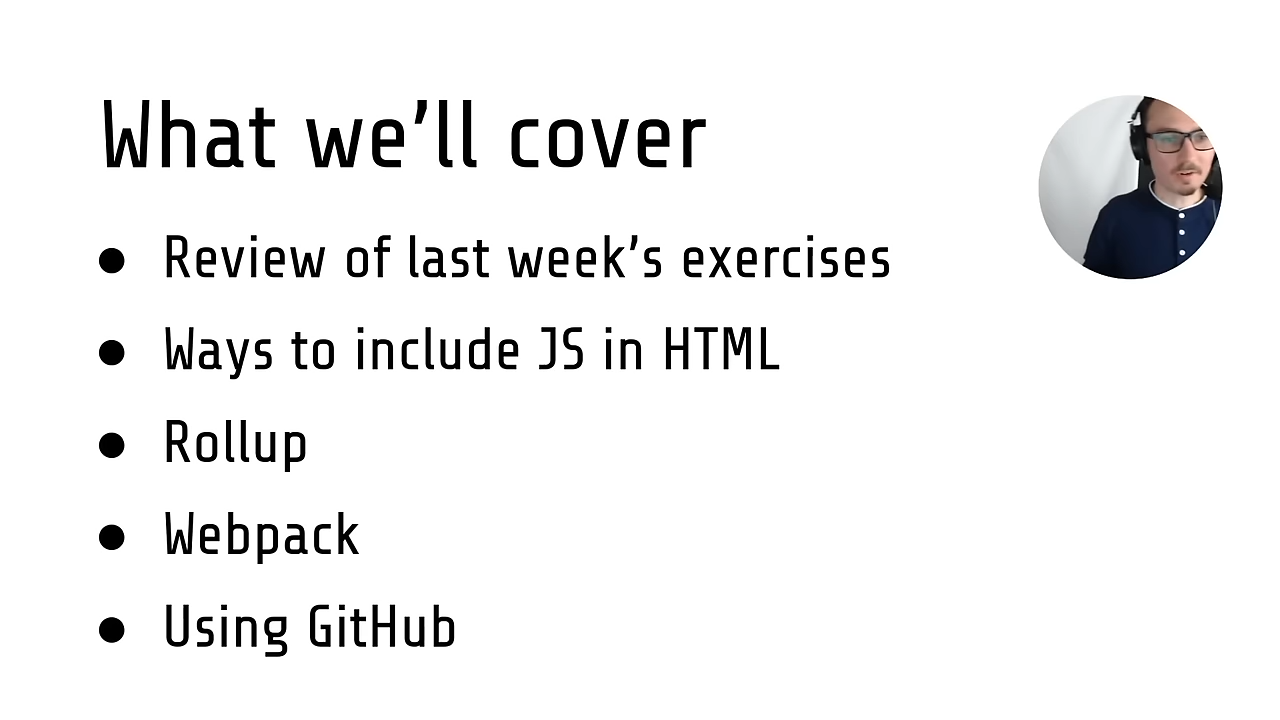 What we’ll cover
● Review of last week’s exercises
● Ways to include JS in HTML
● Rollup
● Webpack
● Using GitHub